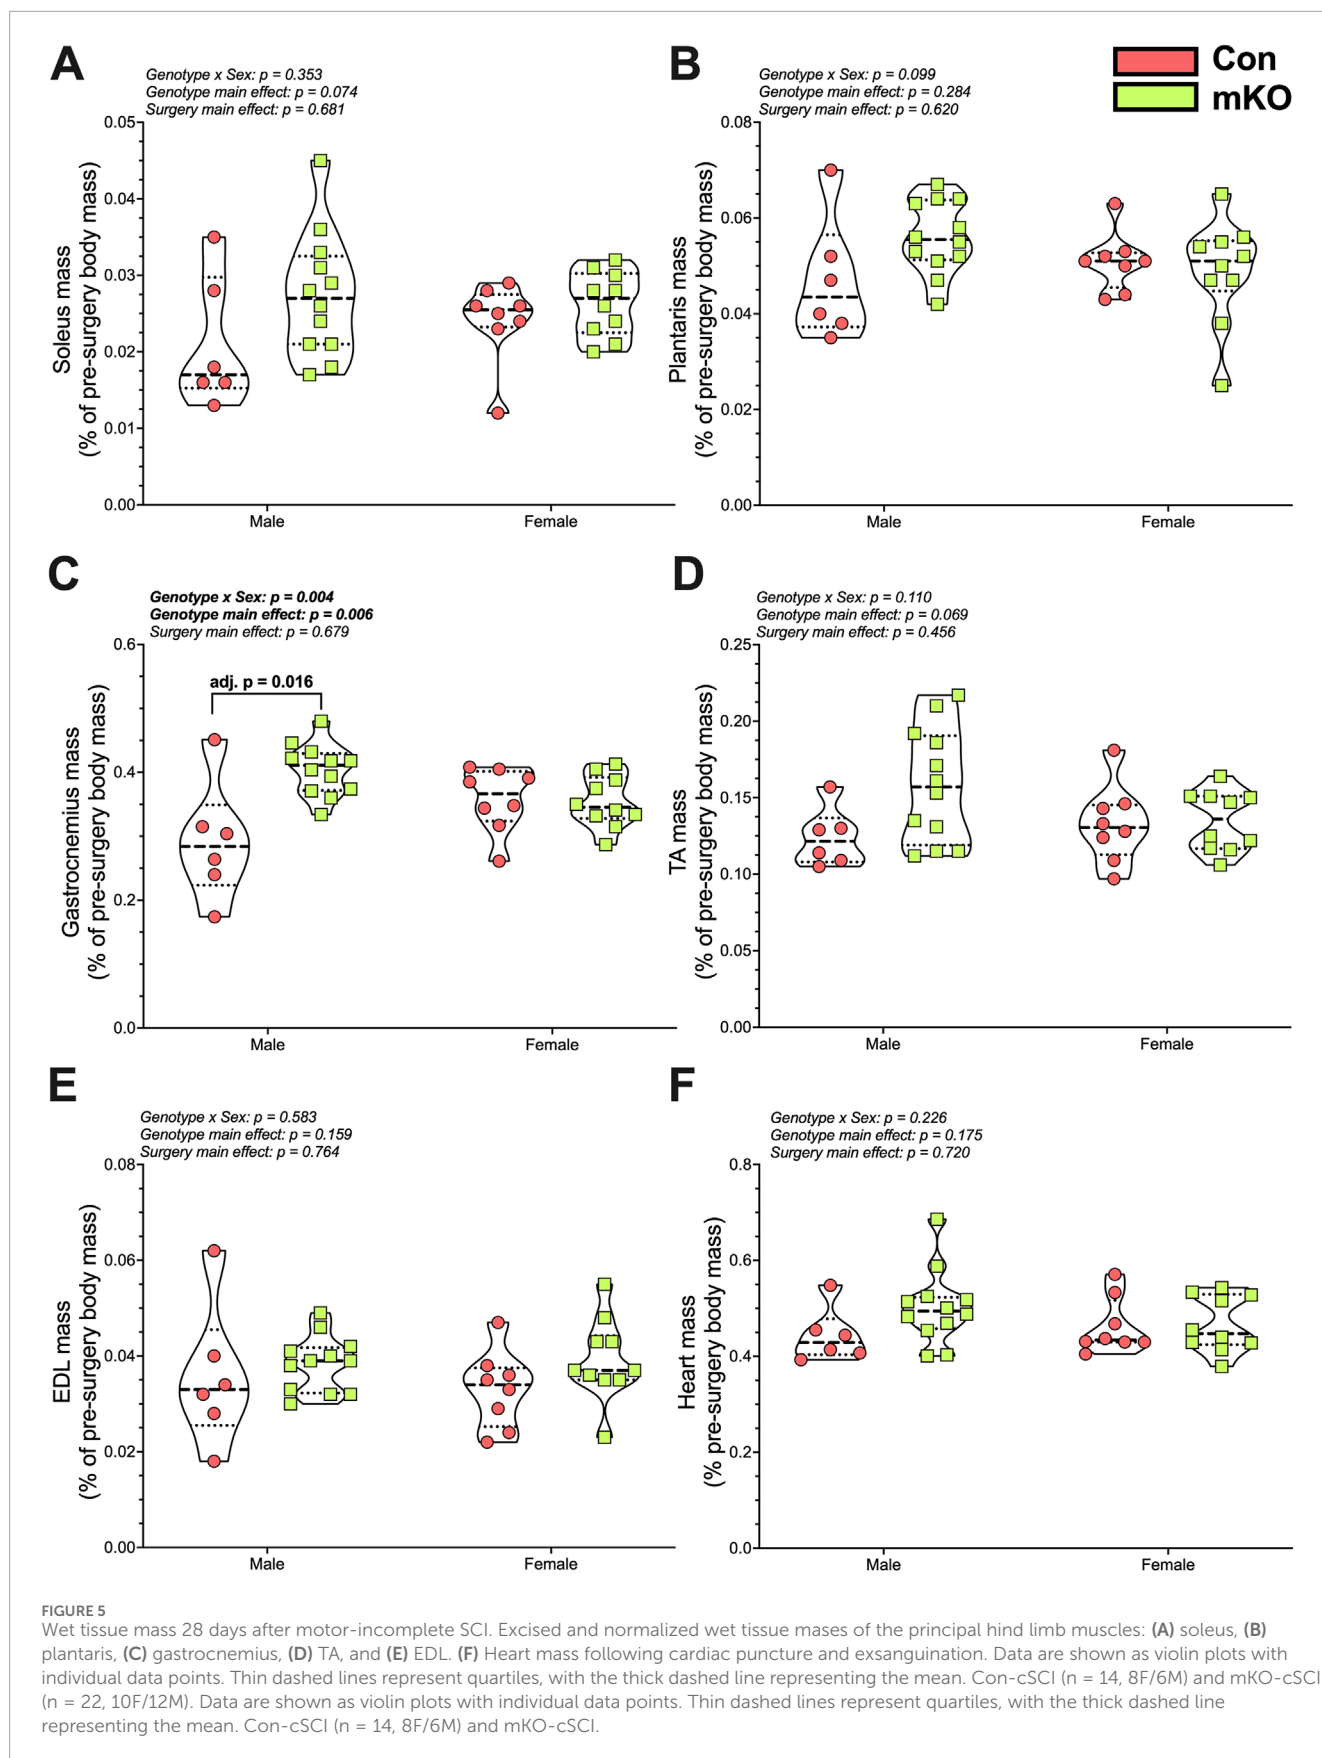 A
Genotype x Sex: p = 0.353
Genotype main effect: p = 0.074
Surgery main effect: p = 0.681
Soleus mass
(% of pre-surgery body mass)
0.05
0.04
0.03
0.02
0.01
0.00
Male
Female
B
Genotype x Sex: p = 0.099
Genotype main effect: p = 0.284
Surgery main effect: p = 0.620
Con
mKO
Plantaris mass
(% of pre-surgery body mass)
0.08
0.06
0.04
0.02
0.00
Male
Female
C
Genotype x Sex: p = 0.004
Genotype main effect: p = 0.006
Surgery main effect: p = 0.679
adj. p = 0.016
Gastrocnemius mass
(% of pre-surgery body mass)
0.6
0.4
0.2
0.0
Male
Female
D
Genotype x Sex: p = 0.110
Genotype main effect: p = 0.069
Surgery main effect: p = 0.456
TA mass
(% of pre-surgery body mass)
0.25
0.20
0.15
0.10
0.05
0.00
Male
Female
E
Genotype x Sex: p = 0.583
Genotype main effect: p = 0.159
Surgery main effect: p = 0.764
EDL mass
(% of pre-surgery body mass)
0.08
0.06
0.04
0.02
0.00
Male
Female
F
Genotype x Sex: p = 0.226
Genotype main effect: p = 0.175
Surgery main effect: p = 0.720
Heart mass
(% pre-surgery body mass)
0.8
0.6
0.4
0.2
0.0
Male
Female
FIGURE 5
Wet tissue mass 28 days after motor-incomplete SCI. Excised and normalized wet tissue mases of the principal hind limb muscles: (A) soleus, (B)
plantaris, (C) gastrocnemius, (D) TA, and (E) EDL. (F) Heart mass following cardiac puncture and exsanguination. Data are shown as violin plots with
individual data points. Thin dashed lines represent quartiles, with the thick dashed line representing the mean. Con-cSCI (n = 14, 8F/6M) and mKO-cSCI
(n = 22, 10F/12M). Data are shown as violin plots with individual data points. Thin dashed lines represent quartiles, with the thick dashed line
representing the mean. Con-cSCI (n = 14, 8F/6M) and mKO-cSCI.